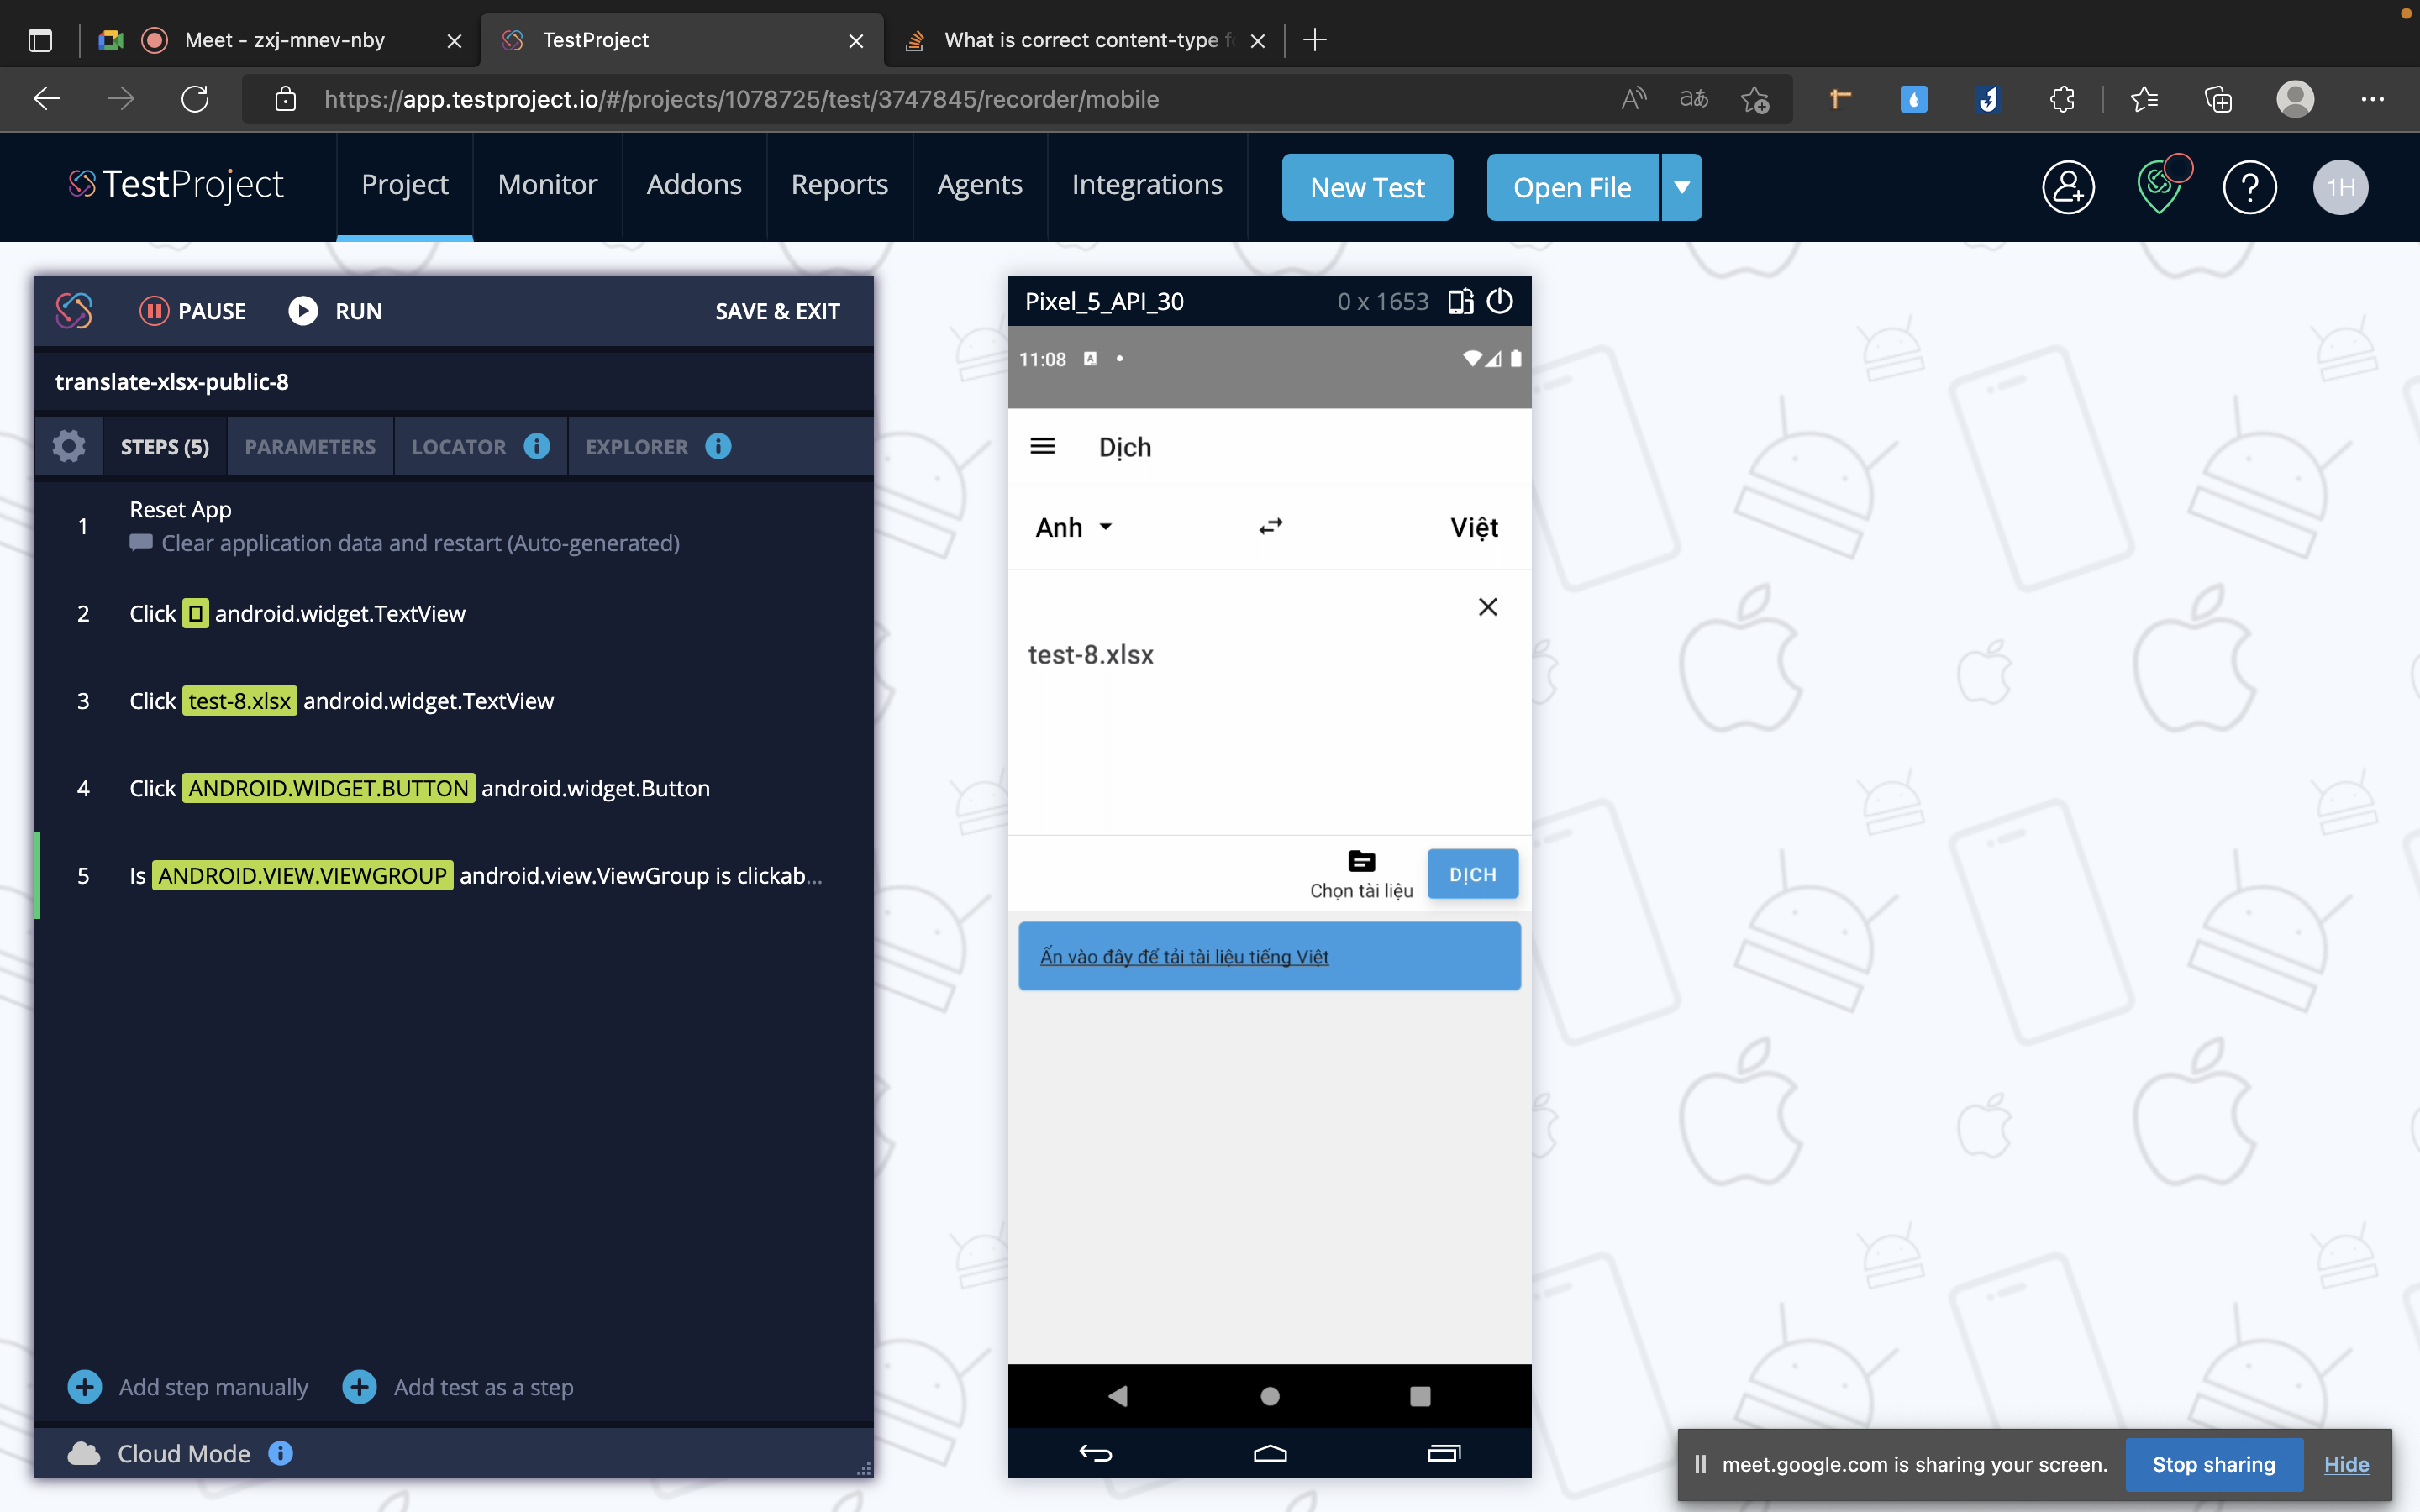 Meet - zxj-mnev-nby
TestProject
What is correct content-type f
https://app.testproject.io/#/projects/1078725/test/3747845/recorder/mobile
TestProject
Project
Monitor
Addons
Reports
Agents
Integrations
New Test
Open File
1H
PAUSE
RUN
SAVE & EXIT
translate-xlsx-public-8
STEPS (5)
PARAMETERS
LOCATOR
EXPLORER
1
Reset App
Clear application data and restart (Auto-generated)
2 Click android.widget.TextView
3 Click test-8.xlsx android.widget.TextView
4 Click ANDROID.WIDGET.BUTTON android.widget.Button
5 Is ANDROID.VIEW.VIEWGROUP android.view.ViewGroup is clickab...
Add step manually
Add test as a step
Cloud Mode
Pixel_5_API_30
0 x 1653
11:08
Dịch
Anh
Việt
test-8.xlsx
Chọn tài liệu
DỊCH
Ấn vào đây để tải tài liệu tiếng Việt
meet.google.com is sharing your screen.
Stop sharing
Hide